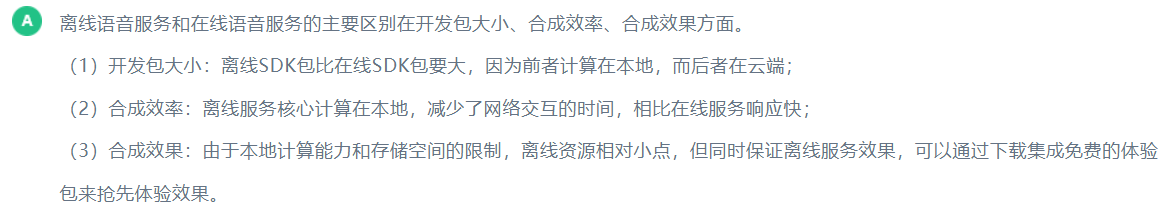 A
离线语音服务和在线语音服务的主要区别在开发包大小、合成效率、合成效果方面。
（1）开发包大小：离线SDK包比在线SDK包要大，因为前者计算在本地，而后者在云端；
（2）合成效率：离线服务核心计算在本地，减少了网络交互的时间，相比在线服务响应快；
（3）合成效果：由于本地计算能力和存储空间的限制，离线资源相对小点，但同时保证离线服务效果，可以通过下载集成免费的体验
包来抢先体验效果。